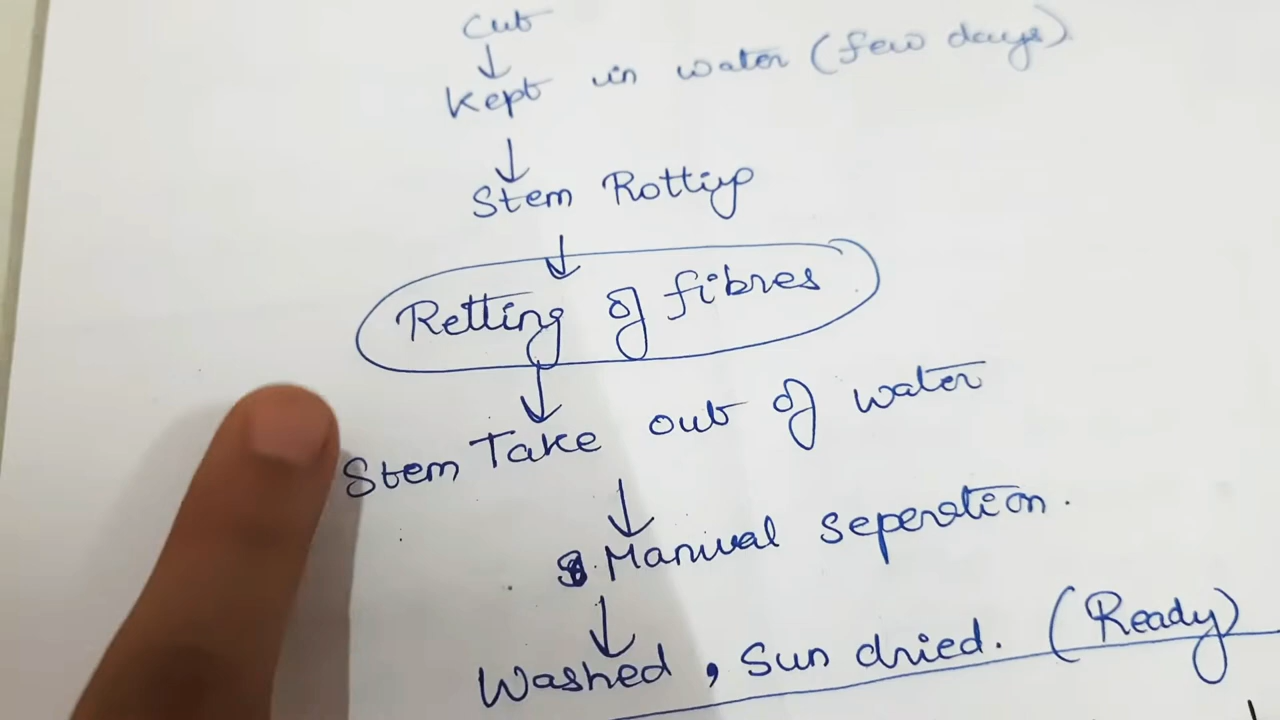 Cut
↓
Kept in water (few days)
↓
Stem Rotting
↓
Retting of fibres
↓
Stem Take out of water
↓
Manual seperation.
↓
Washed, Sun dried. (Ready)